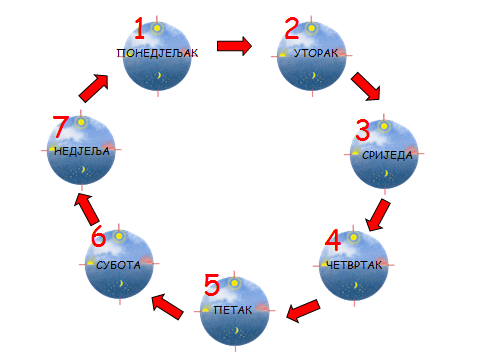 1
ПОНЕДЈЕЉАК
2
УТОРАК
3
СРИЈЕДА
4
ЧЕТВРТАК
5
ПЕТАК
6
СУБОТА
7
НЕДЈЕЉА